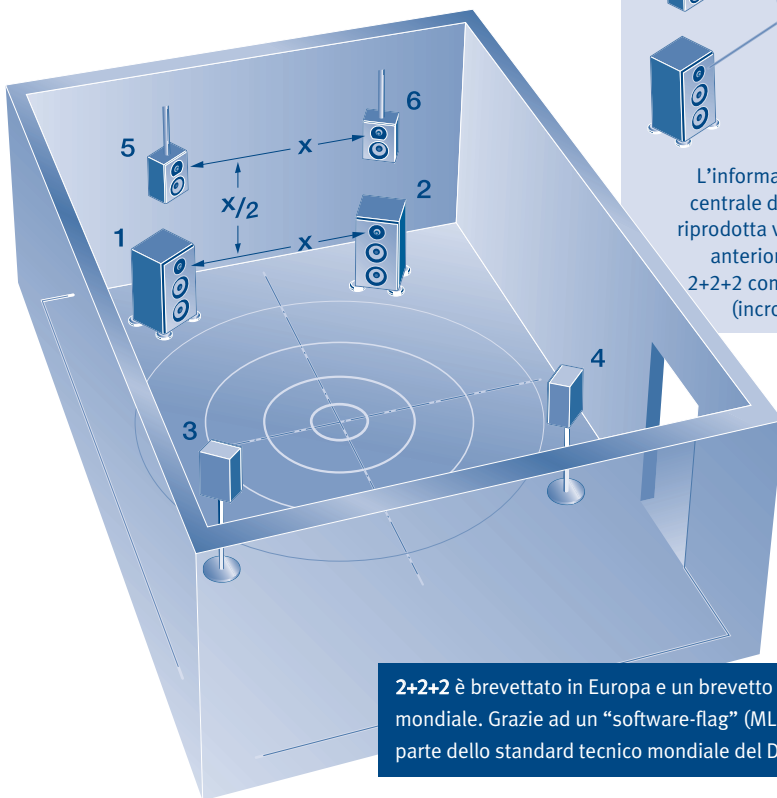 5
6
x
x/2
2
1
x
4
3
L’informa
centrale d
riprodotta v
anterior
2+2+2 con
(incro
2+2+2 è brevettato in Europa e un brevetto
mondiale. Grazie ad un “software-flag” (ML
parte dello standard tecnico mondiale del D